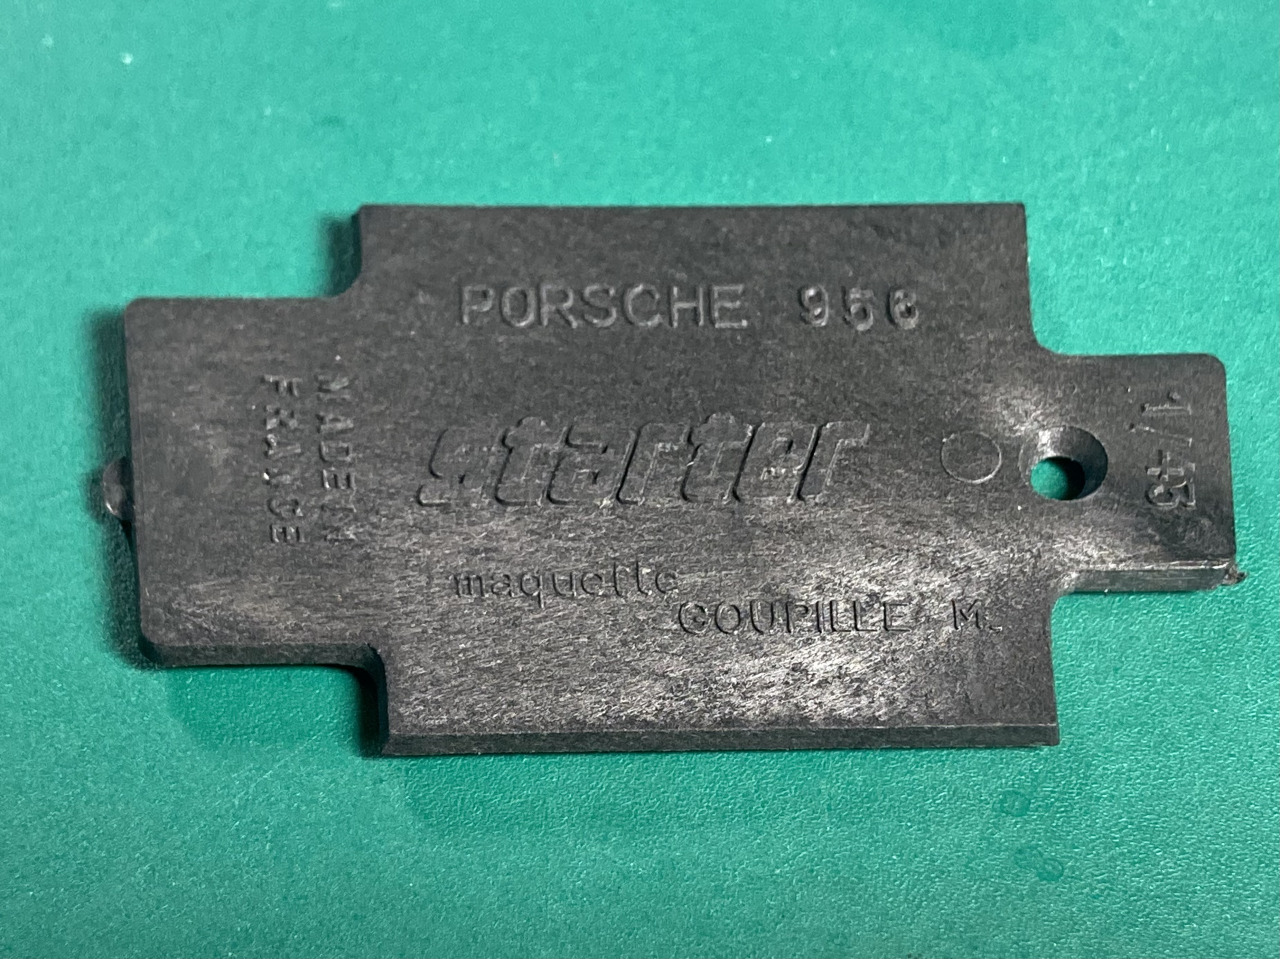 PORSCHE 956
MADE IN
FRANCE
starter
1/43
maquette
COUPILLE M.